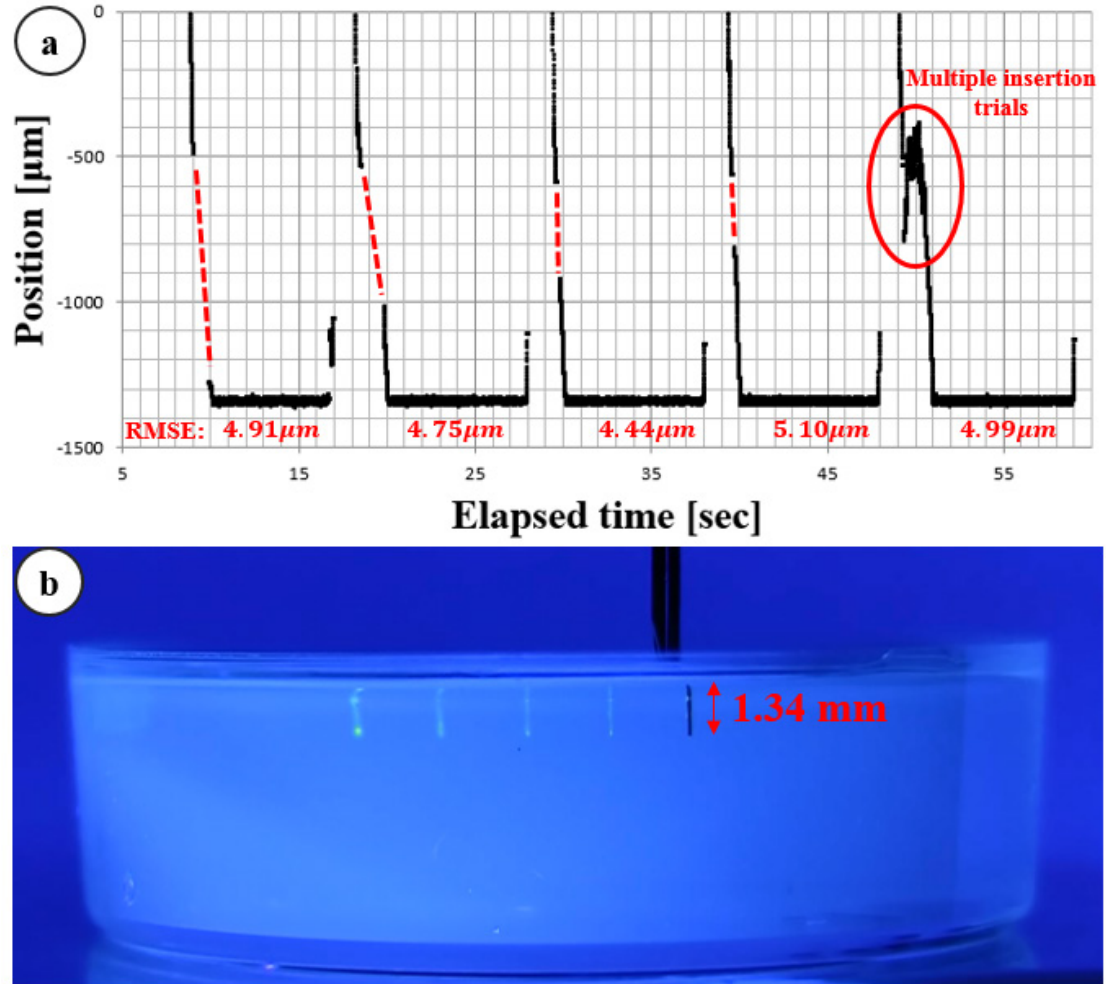 a
Position [µm]
0
-500
-1000
-1500
Multiple insertion
trials
RMSE: 4.91µm 4.75µm 4.44µm 5.10µm 4.99µm
5 15 25 35 45 55
Elapsed time [sec]
b
1.34 mm